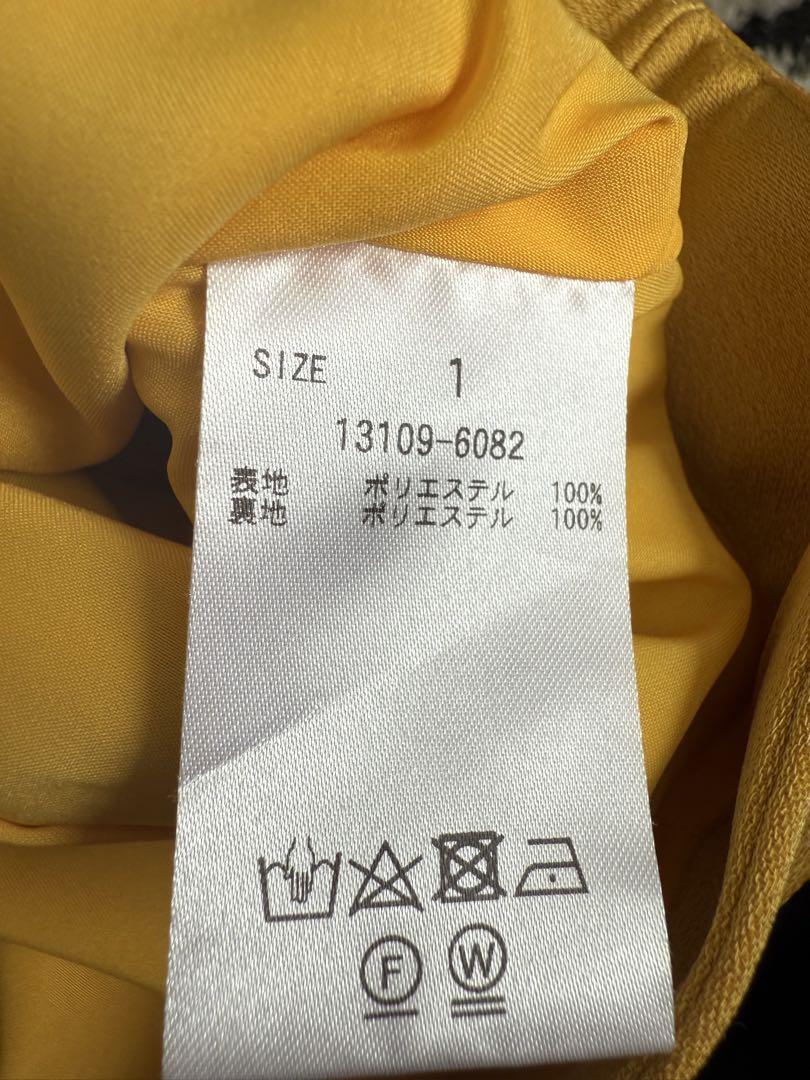 SIZE 1
13109-6082
表地 ポリエステル 100%
裏地 ポリエステル 100%
F W